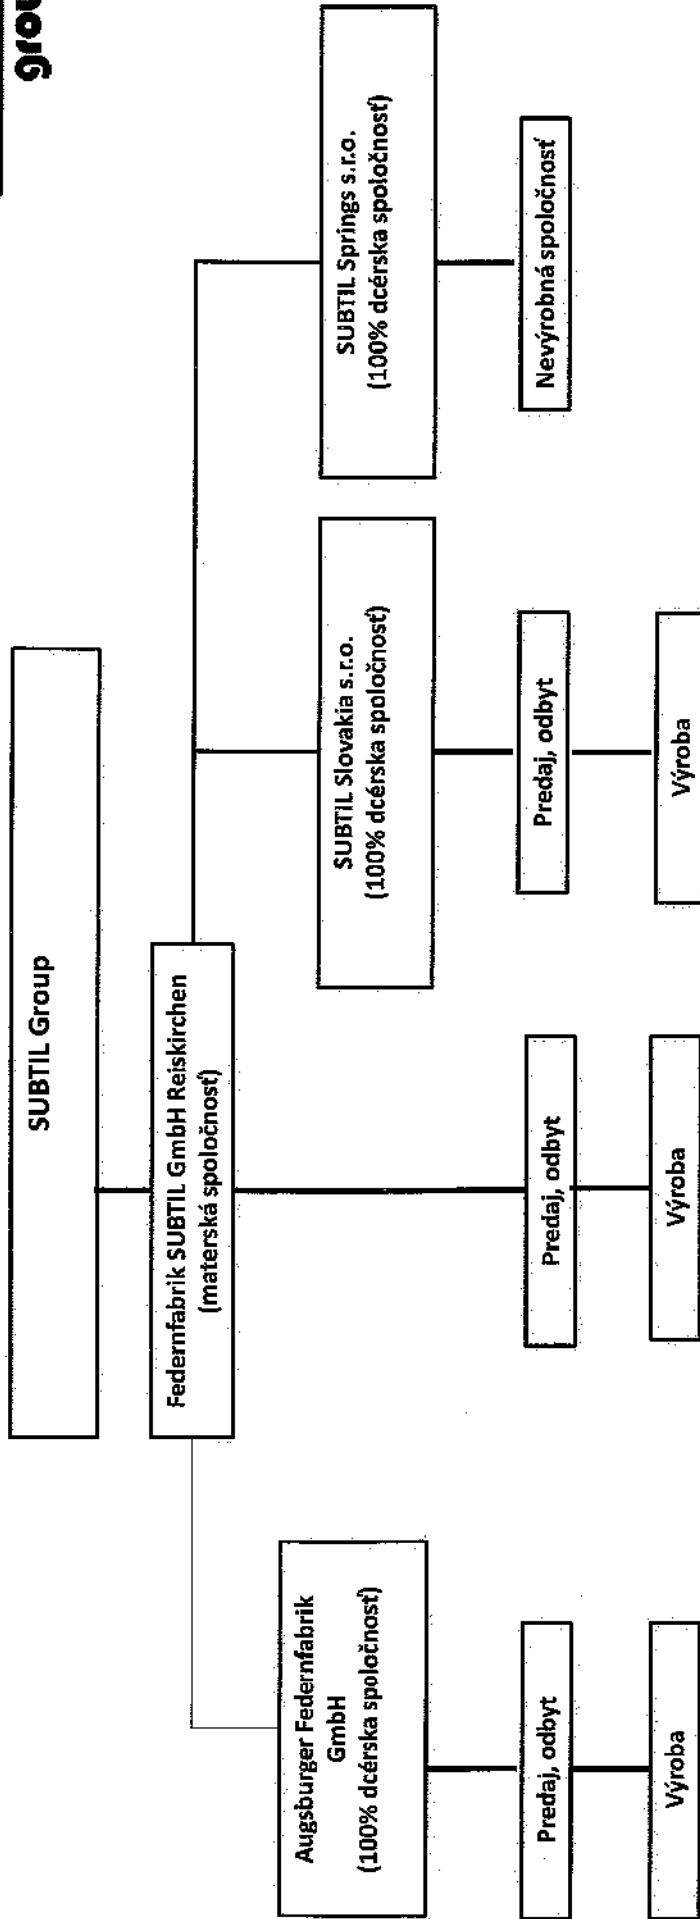 grou
SUBTIL Group
Federnfabrik SUBTIL GmbH Reiskirchen
(materská spoločnosť)
Augsburger Federnfabrik
GmbH
(100% dcérska spoločnosť)
SUBTIL Slovakia s.r.o.
(100% dcérska spoločnosť)
SUBTIL Springs s.r.o.
(100% dcérska spoločnosť)
Predaj, odbyt
Predaj, odbyt
Predaj, odbyt
Nevýrobná spoločnosť
Výroba
Výroba
Výroba